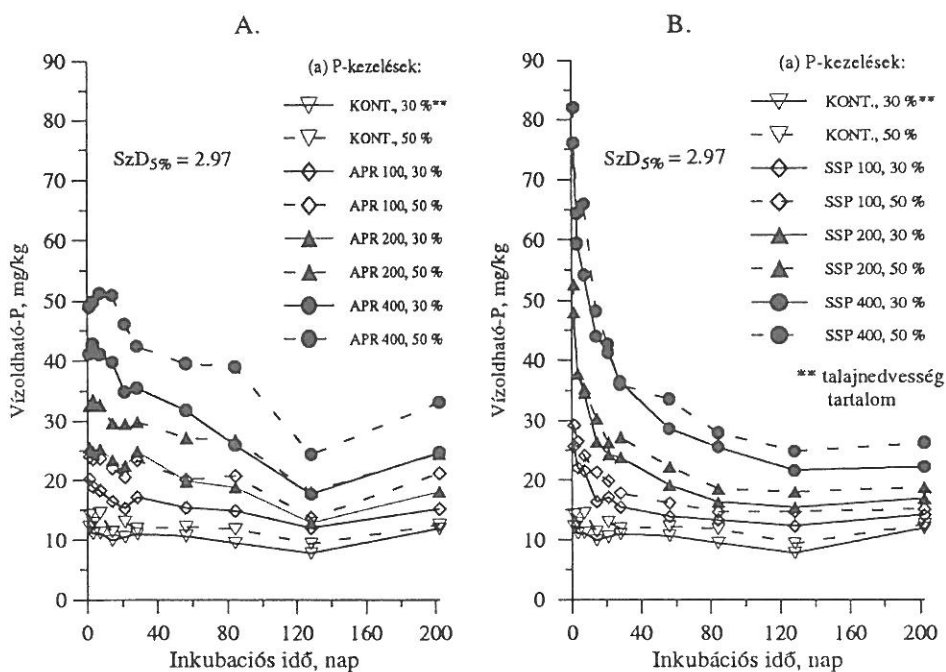 A.
Vízoldható-P, mg/kg
90
80
70
60
50
40
30
20
10
0
(a) P-kezelések:
KONT., 30 %**
KONT., 50 %
APR 100, 30 %
APR 100, 50 %
APR 200, 30 %
APR 200, 50 %
APR 400, 30 %
APR 400, 50 %
SzD5% = 2.97
0 40 80 120 160 200
Inkubациós idő, nap
B.
Vízoldható-P, mg/kg
90
80
70
60
50
40
30
20
10
0
(a) P-kezelések:
KONT., 30 %**
KONT., 50 %
SSP 100, 30 %
SSP 100, 50 %
SSP 200, 30 %
SSP 200, 50 %
SSP 400, 30 %
SSP 400, 50 %
** talajnedvesség
tartalom
SzD5% = 2.97
0 40 80 120 160 200
Inkubációs idő, nap